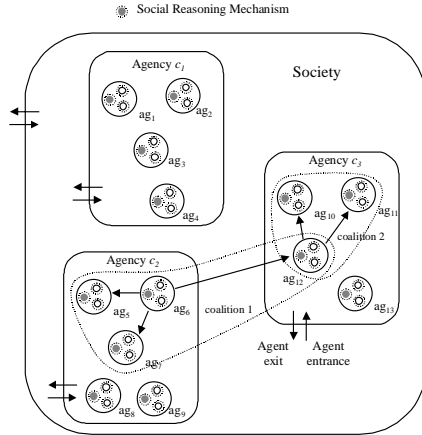 Social Reasoning Mechanism
Agency c1
Society
ag1
ag2
ag3
ag4
Agency c3
ag10
ag11
coalition 2
ag12
ag13
Agency c2
ag5
ag6
coalition 1
ag7
ag8
ag9
Agent exit
Agent entrance